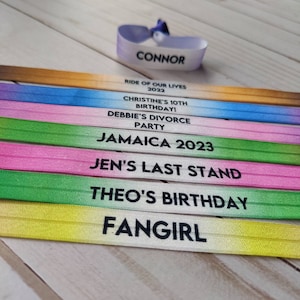 CONNOR
RIDE OF OUR LIVES
2022
CHRISTINE'S 10TH
BIRTHDAY!
DEBBIE'S DIVORCE
PARTY
JAMAICA 2023
JEN'S LAST STAND
THEO'S BIRTHDAY
FANGIRL